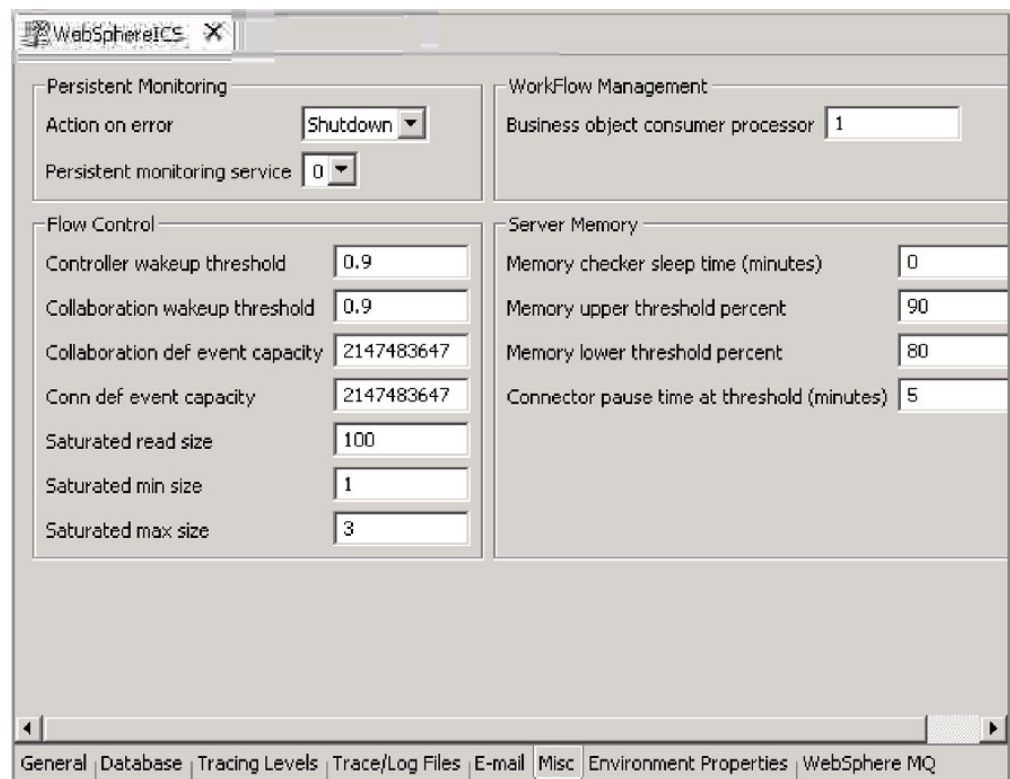 WebSphereICS
Persistent Monitoring
Action on error Shutdown
Persistent monitoring service 0
WorkFlow Management
Business object consumer processor 1
Flow Control
Controller wakeup threshold 0.9
Collaboration wakeup threshold 0.9
Collaboration def event capacity 2147483647
Conn def event capacity 2147483647
Saturated read size 100
Saturated min size 1
Saturated max size 3
Server Memory
Memory checker sleep time (minutes) 0
Memory upper threshold percent 90
Memory lower threshold percent 80
Connector pause time at threshold (minutes) 5
General Database Tracing Levels Trace/Log Files E-mail Misc Environment Properties WebSphere MQ